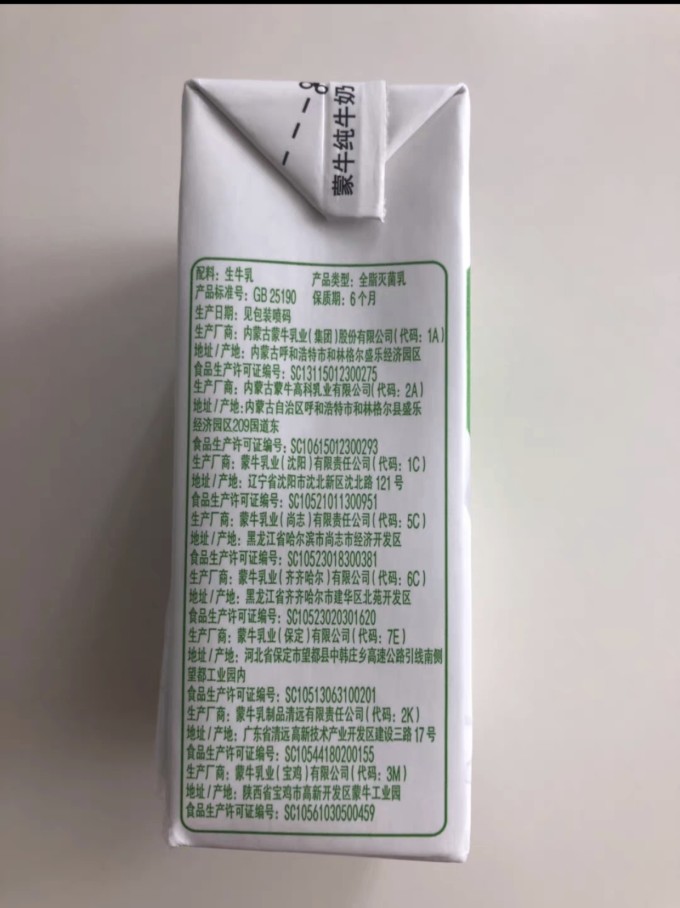 蒙牛纯牛奶
配料：生牛乳 产品类型：全脂灭菌乳
产品标准号：GB 25190 保质期：6个月
生产日期：见包装喷码
生产厂商：内蒙古蒙牛乳业(集团)股份有限公司(代码：1A)
地址/产地：内蒙古呼和浩特市和林格尔盛乐经济园区
食品生产许可证编号：SC13115012300275
生产厂商：内蒙古蒙牛高科乳业有限公司(代码：2A)
地址/产地：内蒙古自治区呼和浩特市和林格尔县盛乐
经济园区209国道东
食品生产许可证编号：SC10615012300293
生产厂商：蒙牛乳业(沈阳)有限责任公司(代码：1C)
地址/产地：辽宁省沈阳市沈北新区沈北路121号
食品生产许可证编号：SC10521011300951
生产厂商：蒙牛乳业(尚志)有限责任公司(代码：5C)
地址/产地：黑龙江省哈尔滨市尚志市经济开发区
食品生产许可证编号：SC10523018300381
生产厂商：蒙牛乳业(齐齐哈尔)有限公司(代码：6C)
地址/产地：黑龙江省齐齐哈尔市建华区北苑开发区
食品生产许可证编号：SC10523020301620
生产厂商：蒙牛乳业(保定)有限公司(代码：7E)
地址/产地：河北省保定市望都县中韩庄乡高速公路引线南侧
望都工业园内
食品生产许可证编号：SC10513063100201
生产厂商：蒙牛乳制品清远有限责任公司(代码：2K)
地址/产地：广东省清远高新技术产业开发区建设三路17号
食品生产许可证编号：SC10544180200155
生产厂商：蒙牛乳业(宝鸡)有限公司(代码：3M)
地址/产地：陕西省宝鸡市高新开发区蒙牛工业园
食品生产许可证编号：SC10561030500459